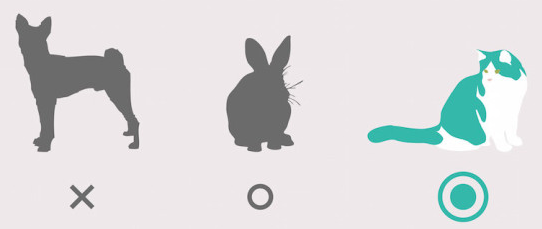 × ○ ◎